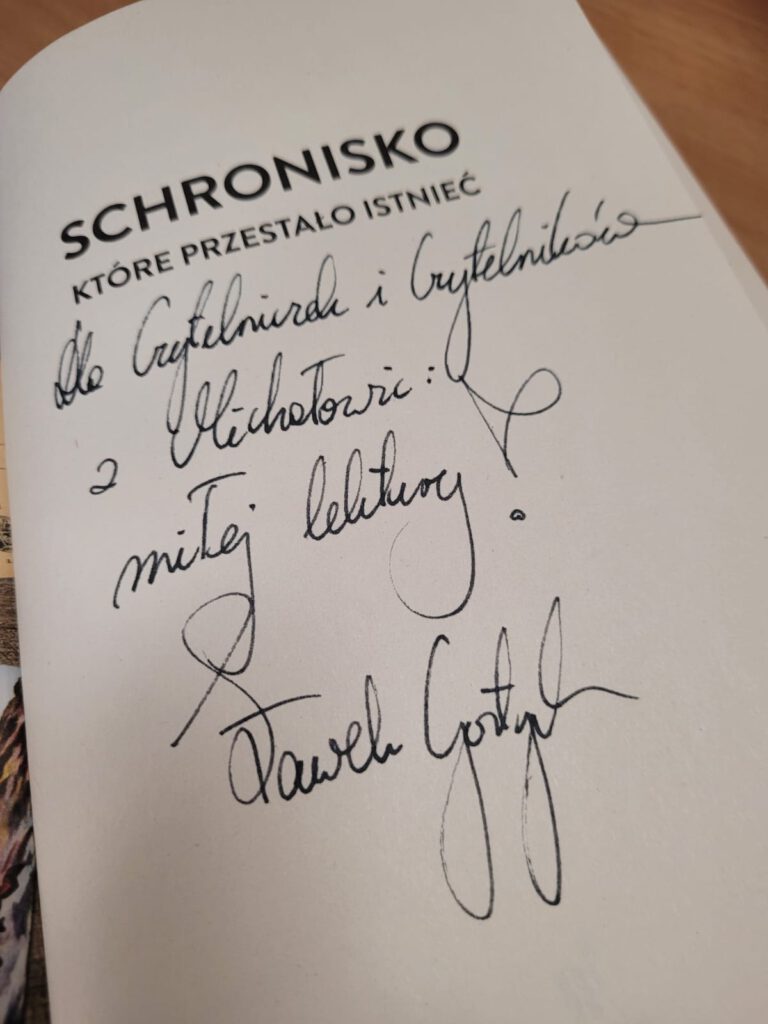 SCHRONISKO
KTÓRE PRZESTAŁO ISTNIEĆ
Dla Czytelniczek i Czytelników
z Michałowic:
miłej lektury!
Paweł